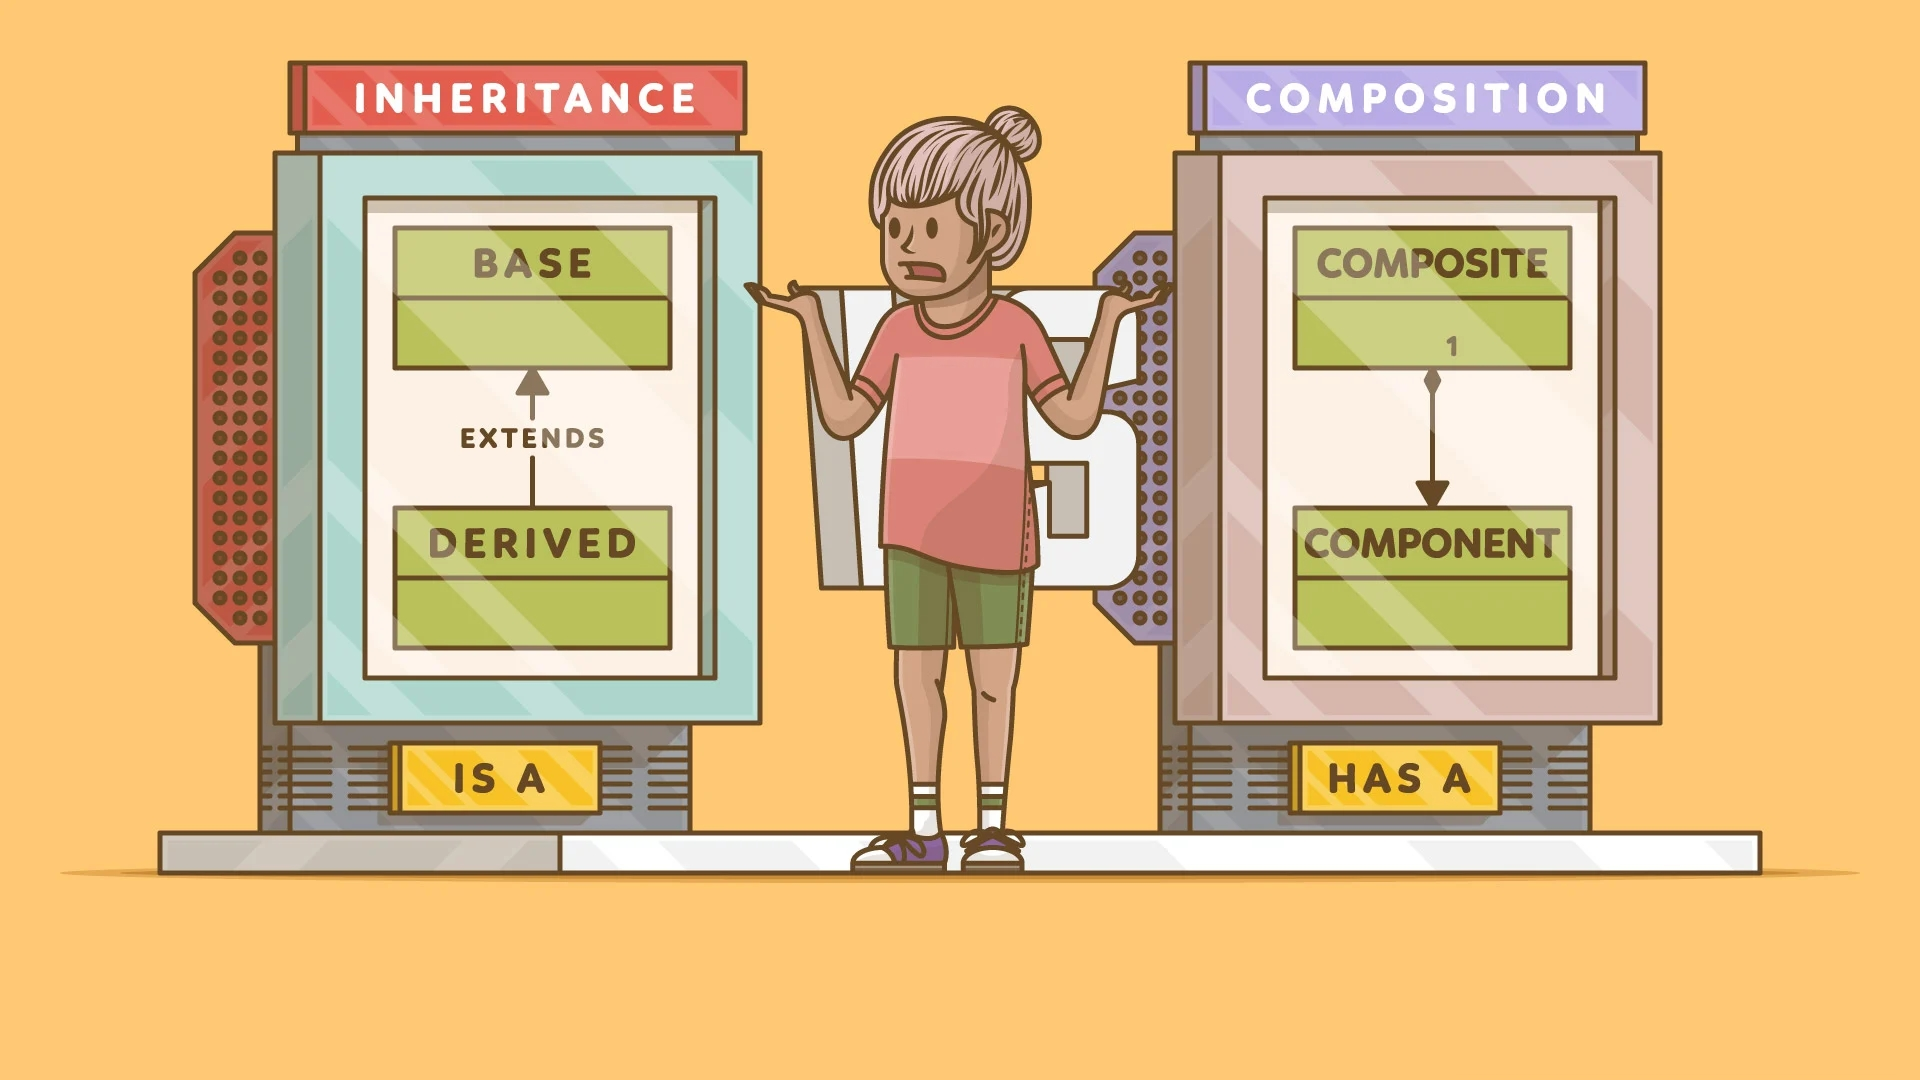 INHERITANCE
BASE
EXTENDS
DERIVED
IS A
COMPOSITION
COMPOSITE
1
COMPONENT
HAS A